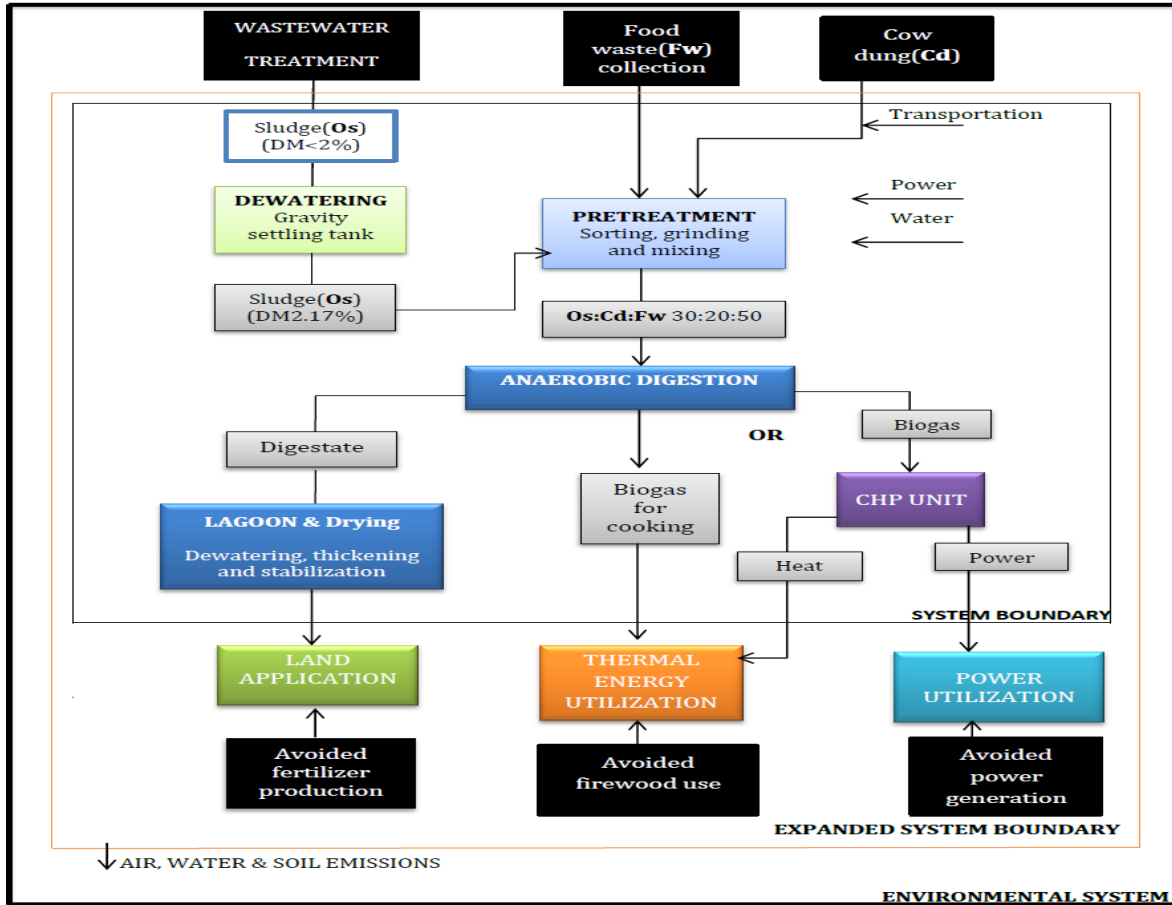 WASTEWATER
TREATMENT
Food
waste(Fw)
collection
Cow
dung(Cd)
Sludge(Os)
(DM<2%)
Transportation
DEWATERING
Gravity
settling tank
PRETREATMENT
Sorting, grinding
and mixing
Power
Water
Sludge(Os)
(DM2.17%)
Os:Cd:Fw 30:20:50
ANAEROBIC DIGESTION
Digestate
OR
Biogas
Biogas
for
cooking
CHP UNIT
LAGOON & Drying
Dewatering, thickening
and stabilization
Heat
Power
SYSTEM BOUNDARY
LAND
APPLICATION
THERMAL
ENERGY
UTILIZATION
POWER
UTILIZATION
Avoided
fertilizer
production
Avoided
firewood use
Avoided
power
generation
EXPANDED SYSTEM BOUNDARY
AIR, WATER & SOIL EMISSIONS
ENVIRONMENTAL SYSTEM